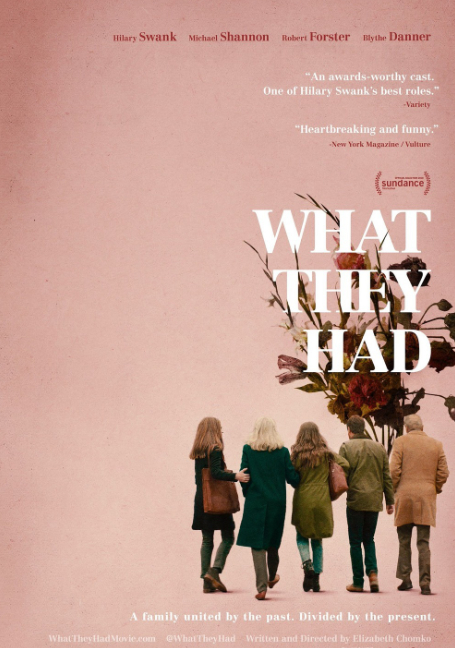 Hilary Swank Michael Shannon Robert Forster Blythe Danner
“An awards-worthy cast.
One of Hilary Swank’s best roles.”
-Variety
“Heartbreaking and funny.”
-New York Magazine / Vulture
sundance
WHAT
THEY
HAD
A family united by the past. Divided by the present.
WhatTheyHadMovie.com @WhatTheyHad Written and Directed by Elizabeth Chomko